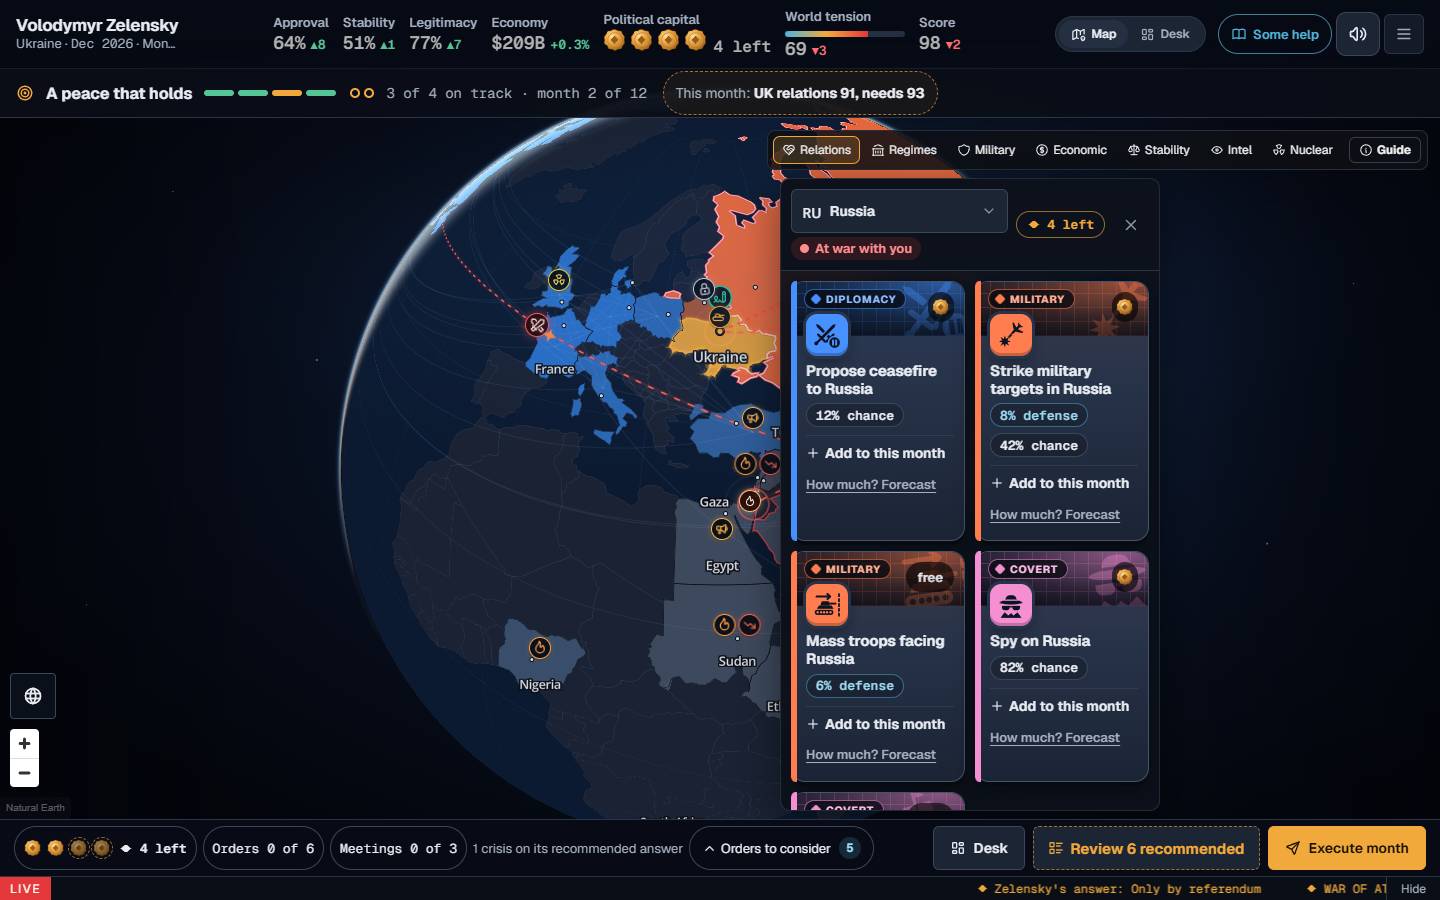 Volodymyr Zelensky
Ukraine · Dec 2026 · Mon...
Approval
64% ▲8
Stability
51% ▲1
Legitimacy
77% ▲7
Economy
$209B +0.3%
Political capital
4 left
World tension
69 ▼3
Score
98 ▼2
Map
Desk
Some help
A peace that holds
3 of 4 on track · month 2 of 12
This month: UK relations 91, needs 93
Relations
Regimes
Military
Economic
Stability
Intel
Nuclear
Guide
RU Russia
4 left
At war with you
DIPLOMACY
Propose ceasefire
to Russia
12% chance
+ Add to this month
How much? Forecast
MILITARY
Strike military
targets in Russia
8% defense
42% chance
+ Add to this month
How much? Forecast
MILITARY
free
Mass troops facing
Russia
6% defense
+ Add to this month
How much? Forecast
COVERT
Spy on Russia
82% chance
+ Add to this month
How much? Forecast
COVERT
Ukraine
France
T
Gaza
Egypt
Sudan
Nigeria
Et
+
−
Natural Earth
4 left
Orders 0 of 6
Meetings 0 of 3
1 crisis on its recommended answer
Orders to consider 5
Desk
Review 6 recommended
Execute month
LIVE
Zelensky's answer: Only by referendum
WAR OF AT
Hide